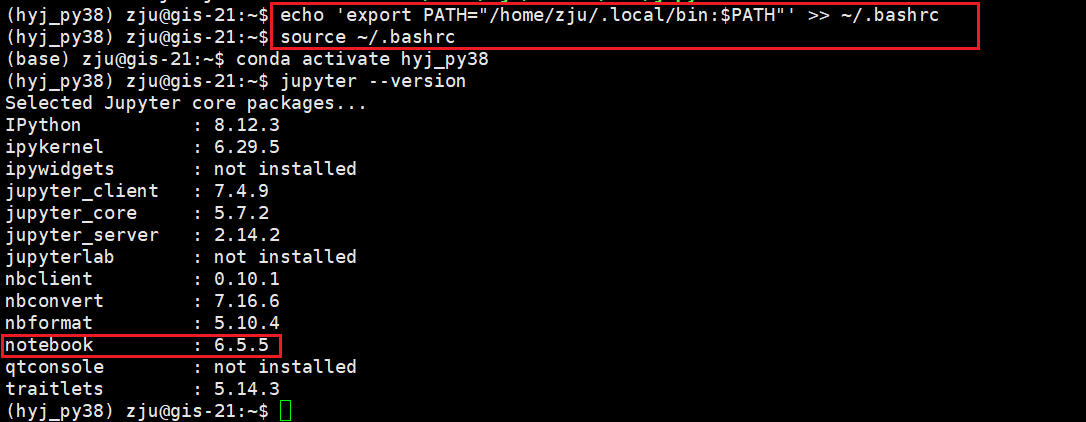 (hyj_py38) zju@gis-21:~$ echo 'export PATH="/home/zju/.local/bin:$PATH"' >> ~/.bashrc
(hyj_py38) zju@gis-21:~$ source ~/.bashrc
(base) zju@gis-21:~$ conda activate hyj_py38
(hyj_py38) zju@gis-21:~$ jupyter --version
Selected Jupyter core packages...
IPython          : 8.12.3
ipykernel        : 6.29.5
ipywidgets       : not installed
jupyter_client   : 7.4.9
jupyter_core     : 5.7.2
jupyter_server   : 2.14.2
jupyterlab       : not installed
nbclient         : 0.10.1
nbconvert        : 7.16.6
nbformat         : 5.10.4
notebook         : 6.5.5
qtconsole        : not installed
traitlets        : 5.14.3
(hyj_py38) zju@gis-21:~$